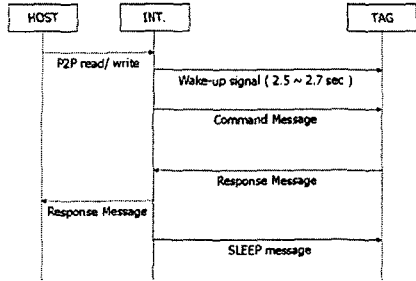 HOST
INT.
TAG
P2P read/ write
Wake-up signal ( 2.5 ~ 2.7 sec )
Command Message
Response Message
Response Message
SLEEP message